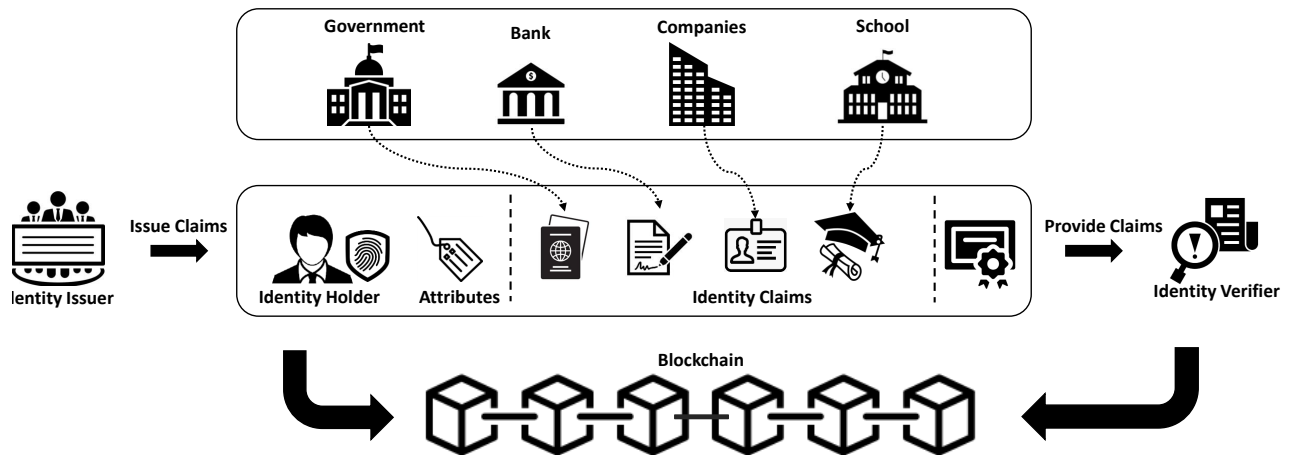 Government
Bank
Companies
School
Issue Claims
Provide Claims
dentity Issuer
Identity Holder
Attributes
Identity Claims
Identity Verifier
Blockchain
$